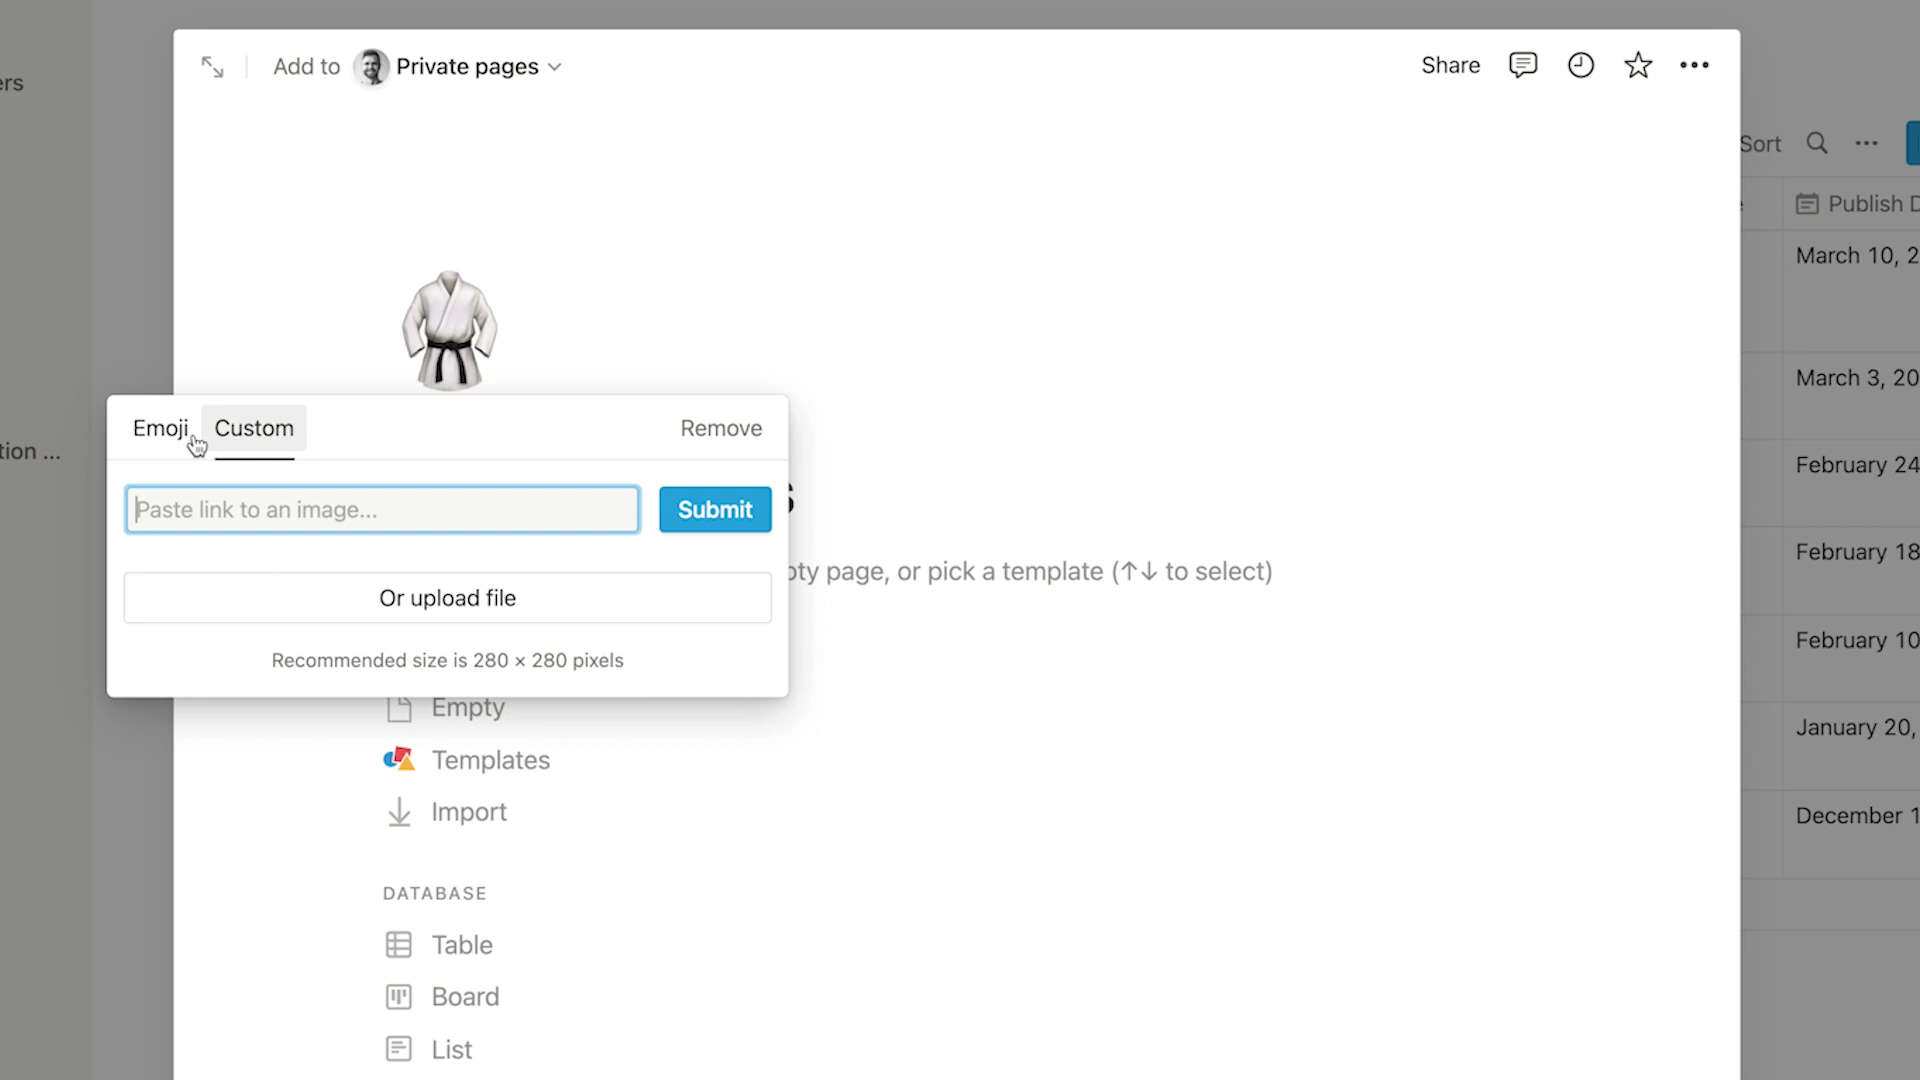 ers
Add to Private pages
Share
Sort
Publish D
March 10, 2
March 3, 20
Emoji Custom Remove
tion ...
February 24
Paste link to an image... Submit
s
pty page, or pick a template (↑↓ to select)
February 18
Or upload file
Recommended size is 280 × 280 pixels
February 10
Empty
January 20,
Templates
Import
December 1
DATABASE
Table
Board
List